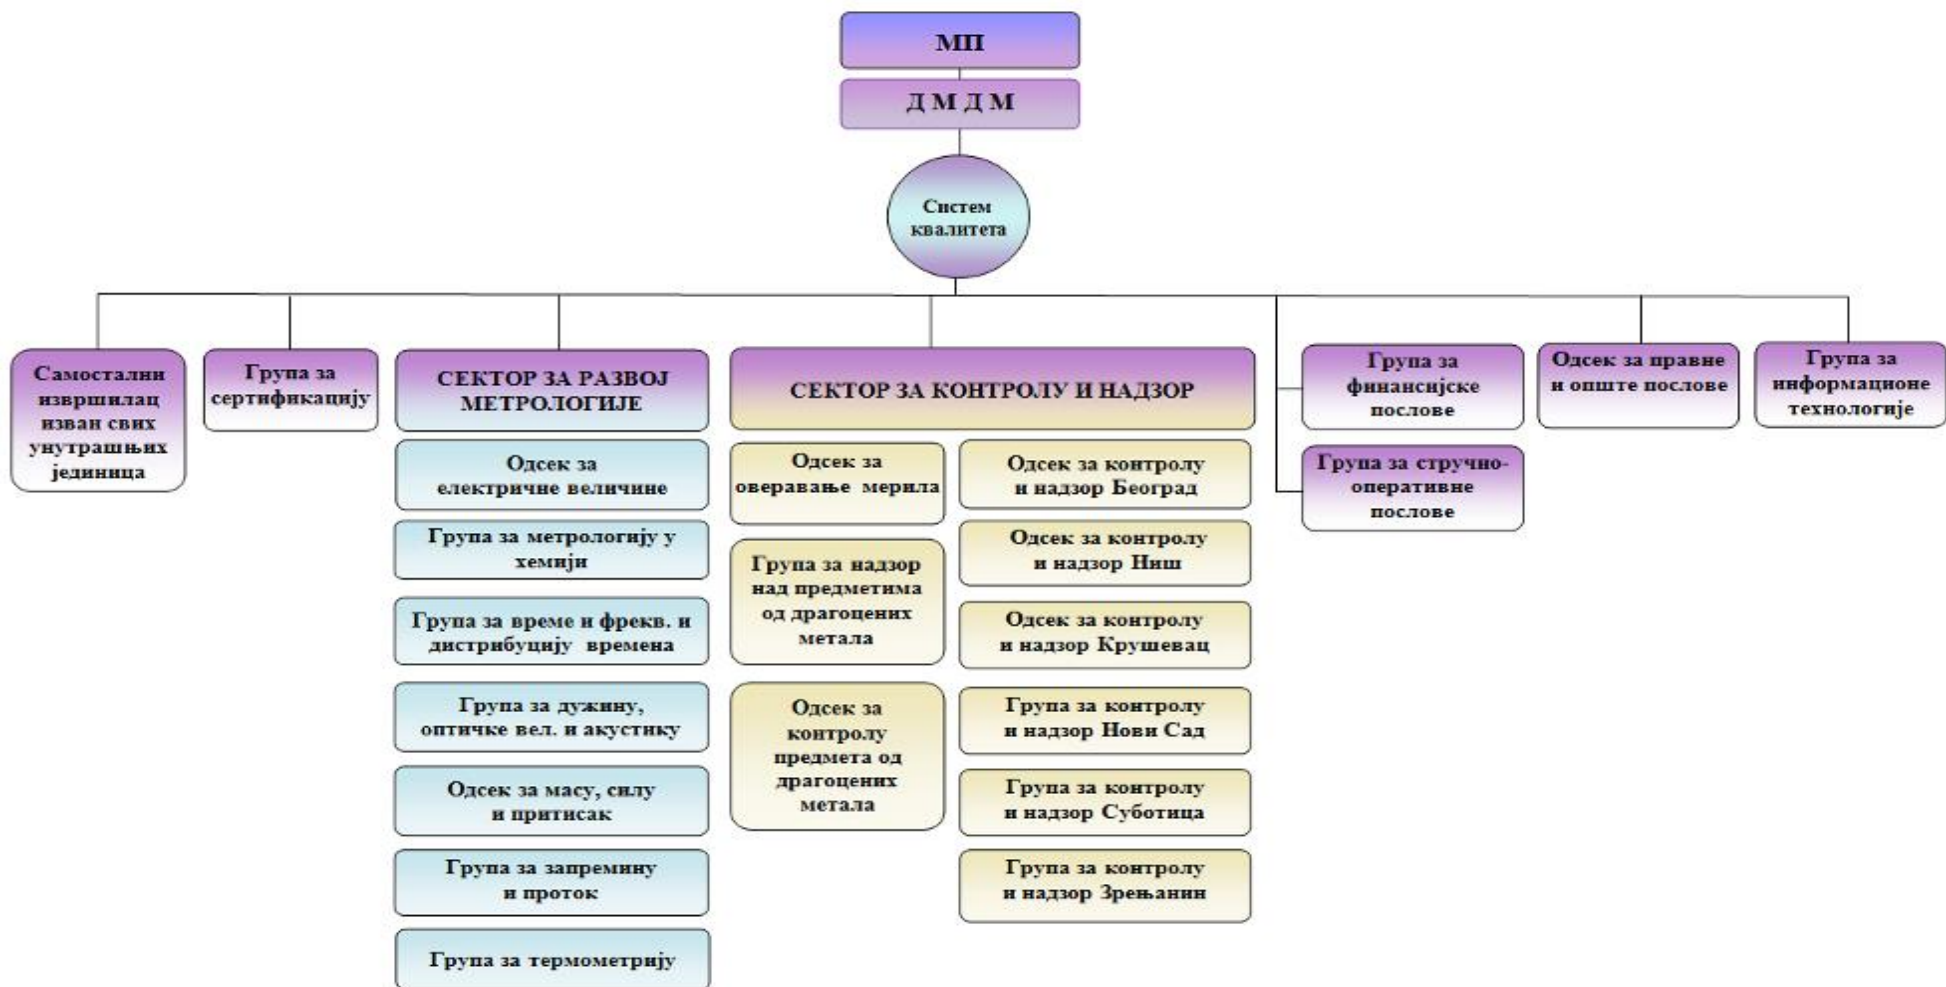 МП
Д М Д М
Систем
квалитета
Самостални
извршилац
изван свих
унутрашњих
јединица
Група за
сертификацију
СЕКТОР ЗА РАЗВОЈ
МЕТРОЛОГИЈЕ
Одсек за
електричне величине
Група за метрологију у
хемији
Група за време и фрекв. и
дистрибуцију времена
Група за дужину,
оптичке вел. и акустику
Одсек за масу, силу
и притисак
Група за запремину
и проток
Група за термометрију
СЕКТОР ЗА КОНТРОЛУ И НАДЗОР
Одсек за
оверавање мерила
Група за надзор
над предметима
од драгоцених
метала
Одсек за
контролу
предмета од
драгоцених
метала
Одсек за контролу
и надзор Београд
Одсек за контролу
и надзор Ниш
Одсек за контролу
и надзор Крушевац
Група за контролу
и надзор Нови Сад
Група за контролу
и надзор Суботица
Група за контролу
и надзор Зрењанин
Група за
финансијске
послове
Група за стручно-
оперативне
послове
Одсек за правне
и опште послове
Група за
информационе
технологије